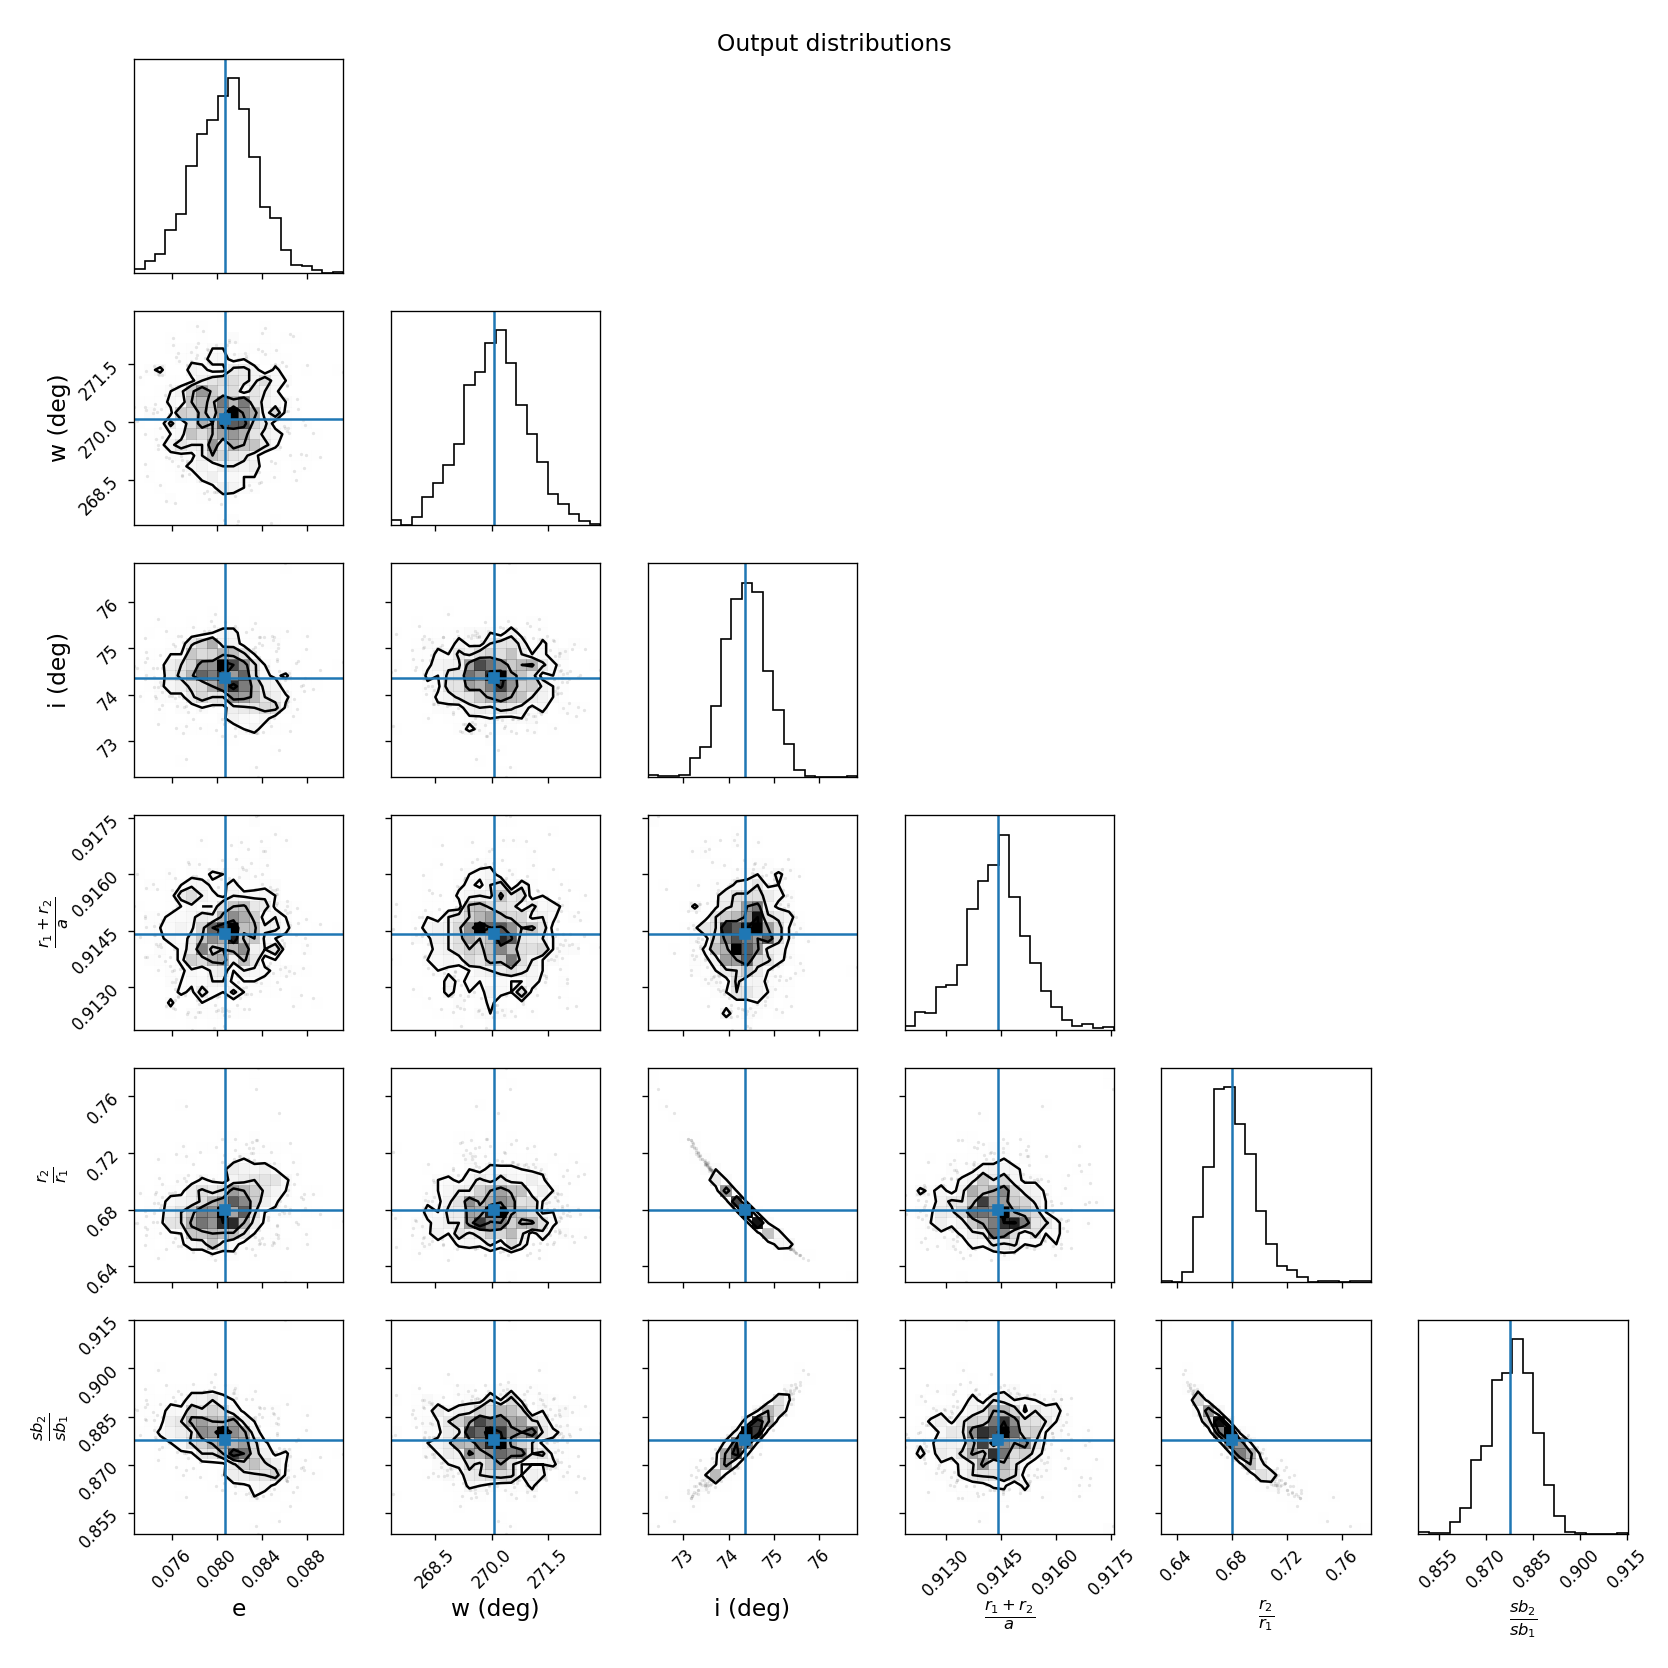 Output distributions
w (deg)
271.5
270.0
268.5
i (deg)
76
75
74
73
r₁ + r₂
a
0.9175
0.9160
0.9145
0.9130
r₂
r₁
0.76
0.72
0.68
0.64
sb₂
sb₁
0.915
0.900
0.885
0.870
0.855
0.076 0.080 0.084 0.088 268.5 270.0 271.5 73 74 75 76 0.9130 0.9145 0.9160 0.9175 0.64 0.68 0.72 0.76 0.855 0.870 0.885 0.900 0.915
e w (deg) i (deg) r₁ + r₂ / a r₂ / r₁ sb₂ / sb₁